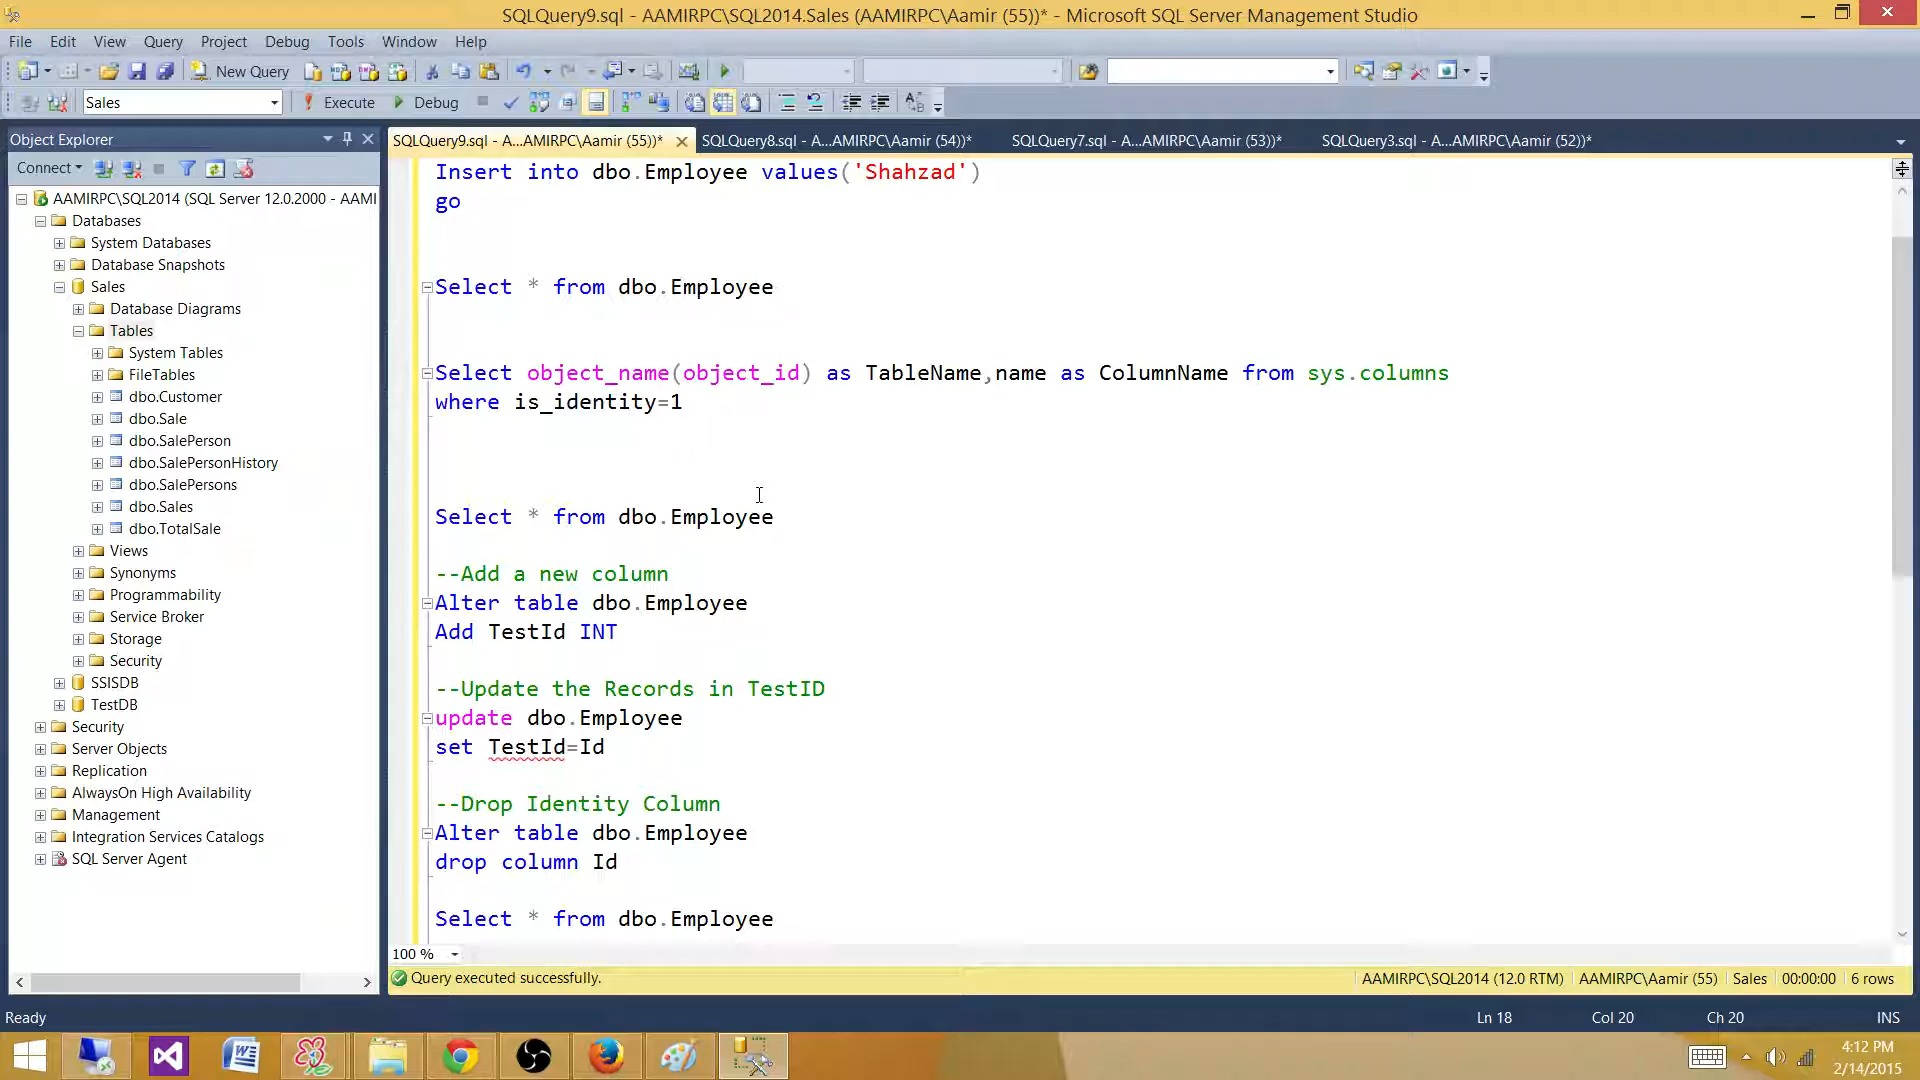 SQLQuery9.sql - AAMIRPC\SQL2014.Sales (AAMIRPC\Aamir (55))* - Microsoft SQL Server Management Studio
File Edit View Query Project Debug Tools Window Help
New Query
Sales Execute Debug
Object Explorer
Connect
AAMIRPC\SQL2014 (SQL Server 12.0.2000 - AAMI
Databases
System Databases
Database Snapshots
Sales
Database Diagrams
Tables
System Tables
FileTables
dbo.Customer
dbo.Sale
dbo.SalePerson
dbo.SalePersonHistory
dbo.SalePersons
dbo.Sales
dbo.TotalSale
Views
Synonyms
Programmability
Service Broker
Storage
Security
SSISDB
TestDB
Security
Server Objects
Replication
AlwaysOn High Availability
Management
Integration Services Catalogs
SQL Server Agent
SQLQuery9.sql - A...AMIRPC\Aamir (55))* SQLQuery8.sql - A...AMIRPC\Aamir (54))* SQLQuery7.sql - A...AMIRPC\Aamir (53))* SQLQuery3.sql - A...AMIRPC\Aamir (52))*
Insert into dbo.Employee values('Shahzad')
go
Select * from dbo.Employee
Select object_name(object_id) as TableName,name as ColumnName from sys.columns
where is_identity=1
Select * from dbo.Employee
--Add a new column
Alter table dbo.Employee
Add TestId INT
--Update the Records in TestID
update dbo.Employee
set TestId=Id
--Drop Identity Column
Alter table dbo.Employee
drop column Id
Select * from dbo.Employee
100 %
Query executed successfully. AAMIRPC\SQL2014 (12.0 RTM) AAMIRPC\Aamir (55) Sales 00:00:00 6 rows
Ready Ln 18 Col 20 Ch 20 INS
4:12 PM
2/14/2015